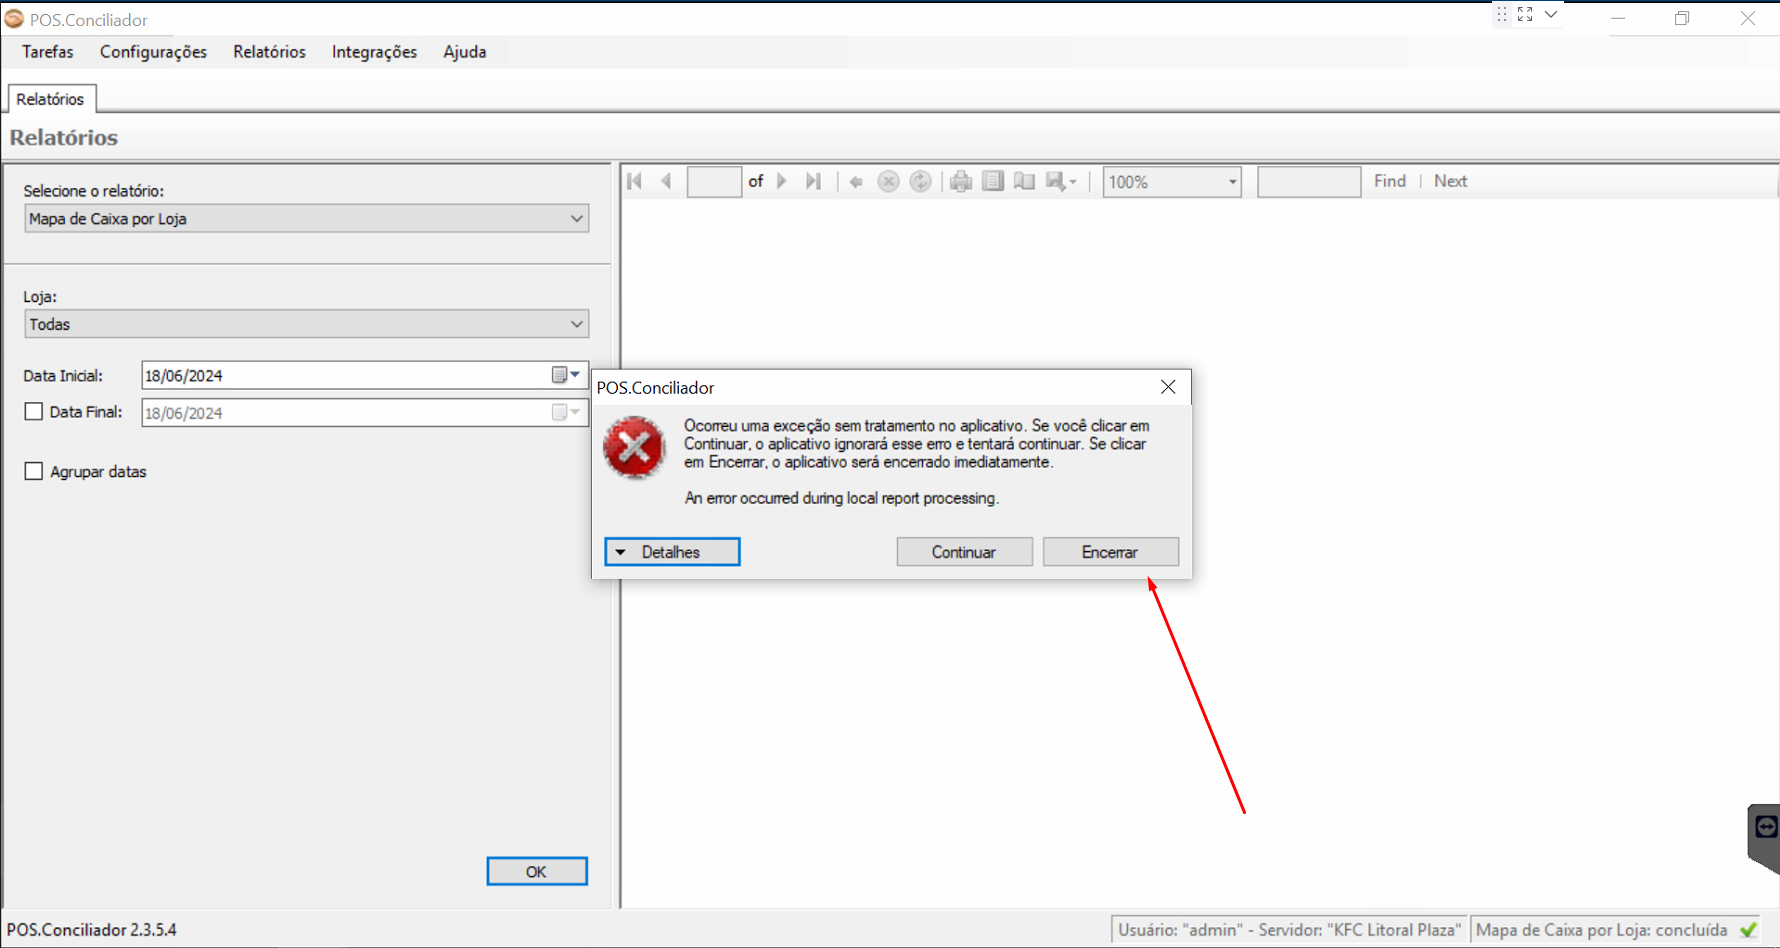 POS.Conciliador
Tarefas Configurações Relatórios Integrações Ajuda
Relatórios
Relatórios
Selecione o relatório:
Mapa de Caixa por Loja
of 100% Find | Next
Loja:
Todas
Data Inicial: 18/06/2024
Data Final: 18/06/2024
Agrupar datas
POS.Conciliador
Ocorreu uma exceção sem tratamento no aplicativo. Se você clicar em
Continuar, o aplicativo ignorará esse erro e tentará continuar. Se clicar
em Encerrar, o aplicativo será encerrado imediatamente.
An error occurred during local report processing.
Detalhes Continuar Encerrar
OK
POS.Conciliador 2.3.5.4
Usuário: "admin" - Servidor: "KFC Litoral Plaza" Mapa de Caixa por Loja: concluída